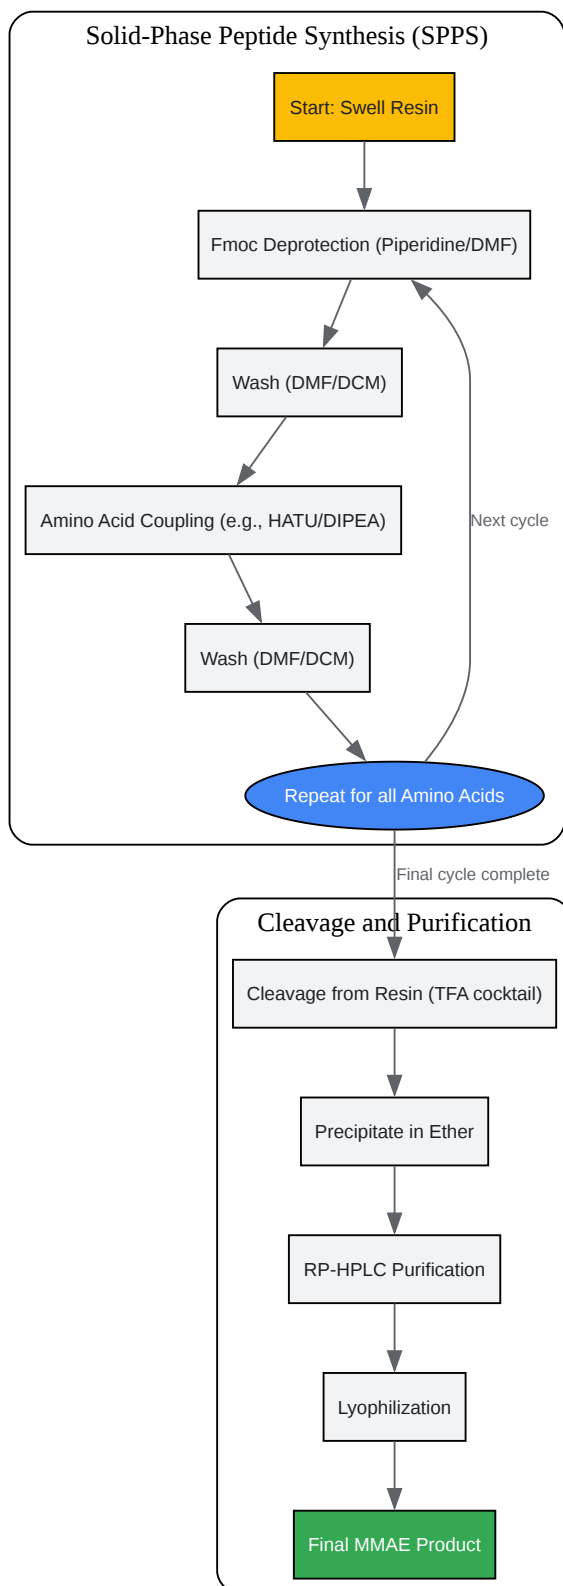 Solid-Phase Peptide Synthesis (SPPS)
Start: Swell Resin
Fmoc Deprotection (Piperidine/DMF)
Wash (DMF/DCM)
Amino Acid Coupling (e.g., HATU/DIPEA)
Next cycle
Wash (DMF/DCM)
Repeat for all Amino Acids
Final cycle complete
Cleavage and Purification
Cleavage from Resin (TFA cocktail)
Precipitate in Ether
RP-HPLC Purification
Lyophilization
Final MMAE Product